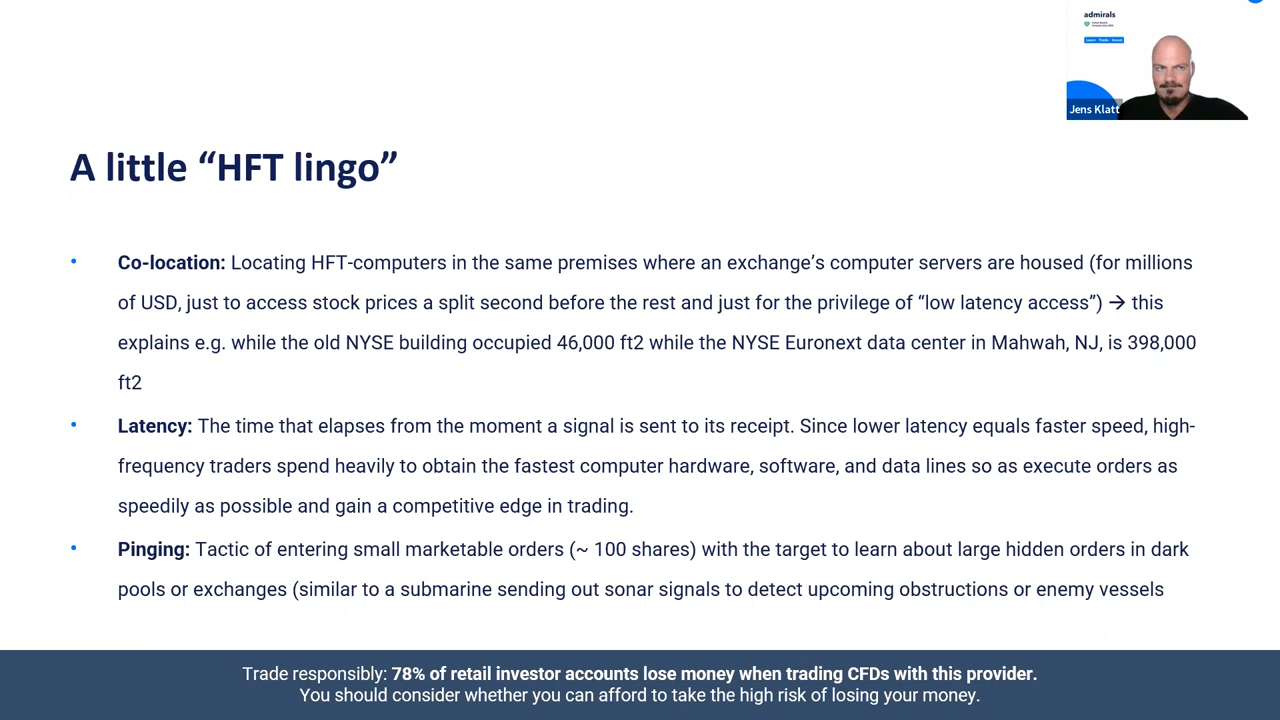 admirals
Jens Klatt
A little “HFT lingo”
• Co-location: Locating HFT-computers in the same premises where an exchange’s computer servers are housed (for millions
of USD, just to access stock prices a split second before the rest and just for the privilege of “low latency access”) → this
explains e.g. while the old NYSE building occupied 46,000 ft2 while the NYSE Euronext data center in Mahwah, NJ, is 398,000
ft2
• Latency: The time that elapses from the moment a signal is sent to its receipt. Since lower latency equals faster speed, high-
frequency traders spend heavily to obtain the fastest computer hardware, software, and data lines so as execute orders as
speedily as possible and gain a competitive edge in trading.
• Pinging: Tactic of entering small marketable orders (~ 100 shares) with the target to learn about large hidden orders in dark
pools or exchanges (similar to a submarine sending out sonar signals to detect upcoming obstructions or enemy vessels
Trade responsibly: 78% of retail investor accounts lose money when trading CFDs with this provider.
You should consider whether you can afford to take the high risk of losing your money.